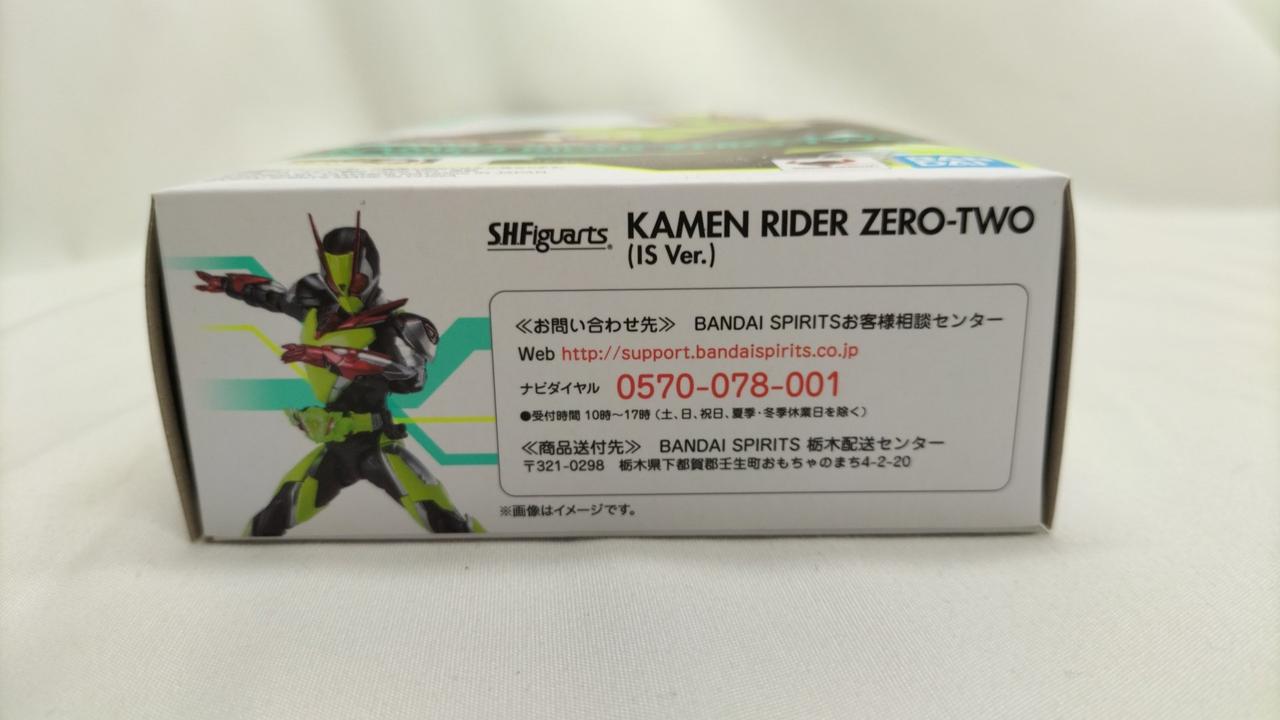 S.H.Figuarts
KAMEN RIDER ZERO-TWO
(IS Ver.)
≪お問い合わせ先≫ BANDAI SPIRITSお客様相談センター
Web http://support.bandaispirits.co.jp
ナビダイヤル 0570-078-001
●受付時間 10時～17時（土、日、祝日、夏季・冬季休業日を除く）
≪商品送付先≫ BANDAI SPIRITS 栃木配送センター
〒321-0298 栃木県下都賀郡壬生町おもちゃのまち4-2-20
※画像はイメージです。